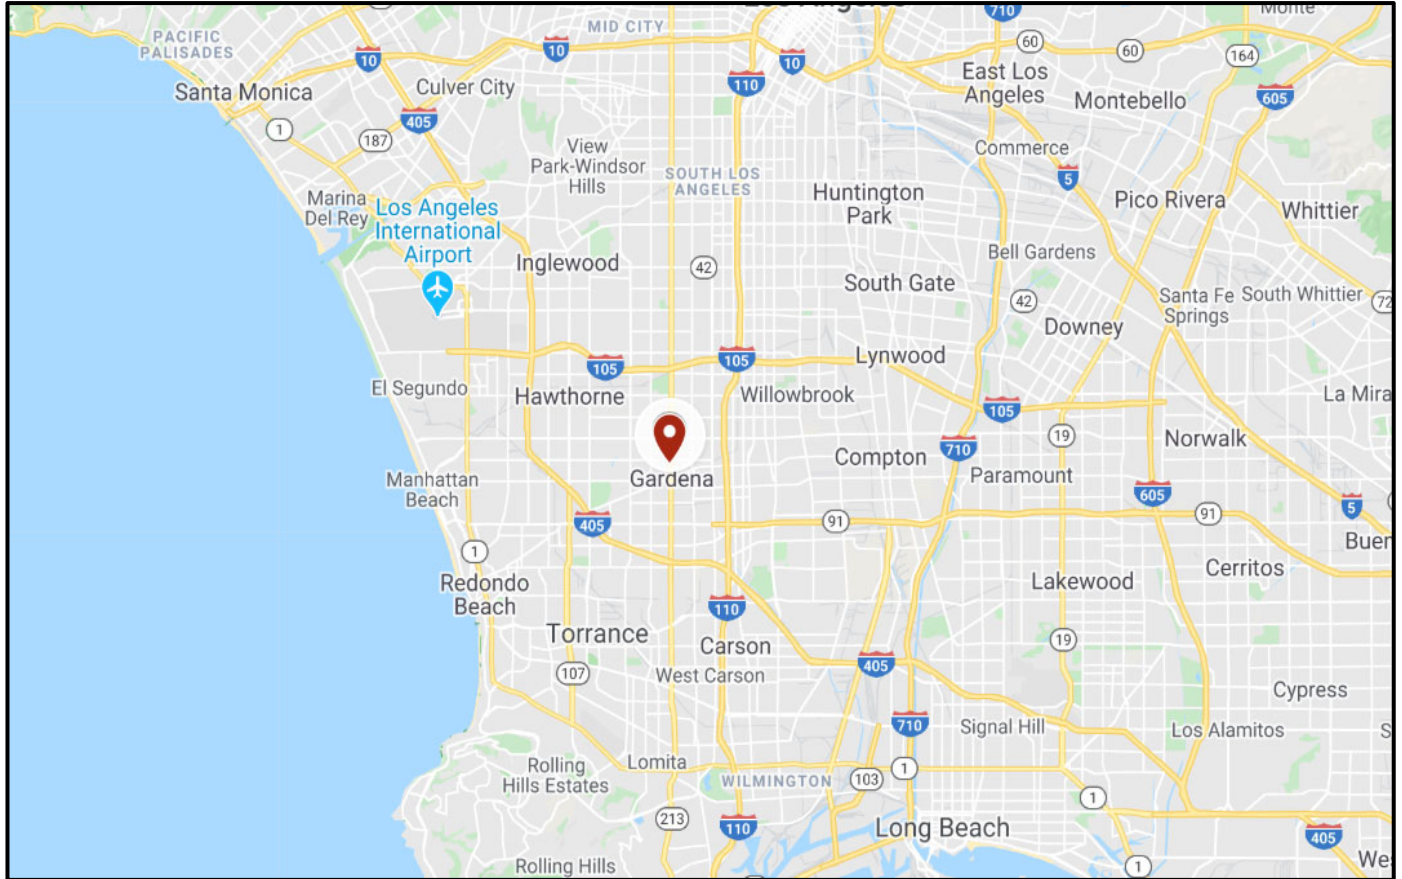 Los Angeles
710
Monte
MID CITY
PACIFIC
PALISADES
10
10
10
60
60
164
110
605
Santa Monica
Culver City
East Los
Angeles
Montebello
405
1
187
View
Park-Windsor
Hills
SOUTH LOS
ANGELES
Commerce
5
Huntington
Park
Pico Rivera
Whittier
Marina
Del Rey
Los Angeles
International
Airport
Inglewood
42
Bell Gardens
South Gate
42
Santa Fe
Springs
South Whittier
72
Downey
105
105
Lynwood
El Segundo
Hawthorne
Willowbrook
La Mira
105
19
710
Norwalk
Compton
Paramount
Gardena
Manhattan
Beach
605
5
405
91
91
1
Buen
Cerritos
Redondo
Beach
Lakewood
110
Torrance
Carson
19
405
107
West Carson
Cypress
710
Signal Hill
Los Alamitos
S
Rolling
Hills Estates
Lomita
WILMINGTON
103
1
1
213
110
Long Beach
405
Rolling Hills
1
We